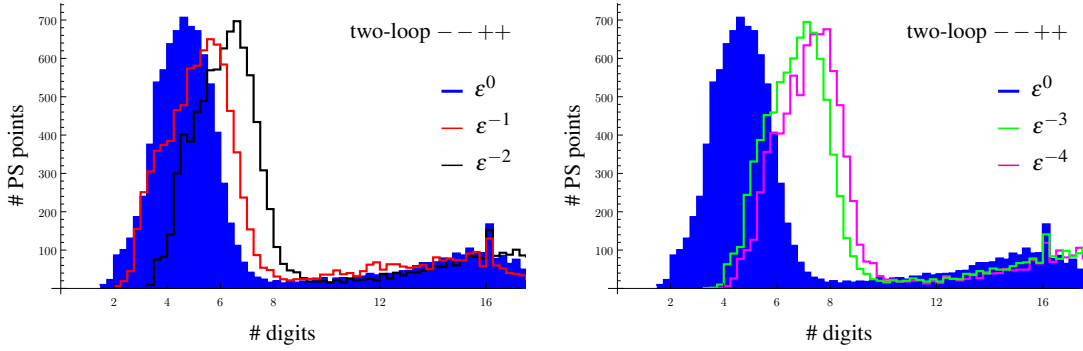 700
600
500
400
300
200
100
2
4
6
8
12
16
# PS points
# digits
two-loop − − + +
ε⁰
ε⁻¹
ε⁻²
700
600
500
400
300
200
100
2
4
6
8
12
16
# PS points
# digits
two-loop − − + +
ε⁰
ε⁻³
ε⁻⁴